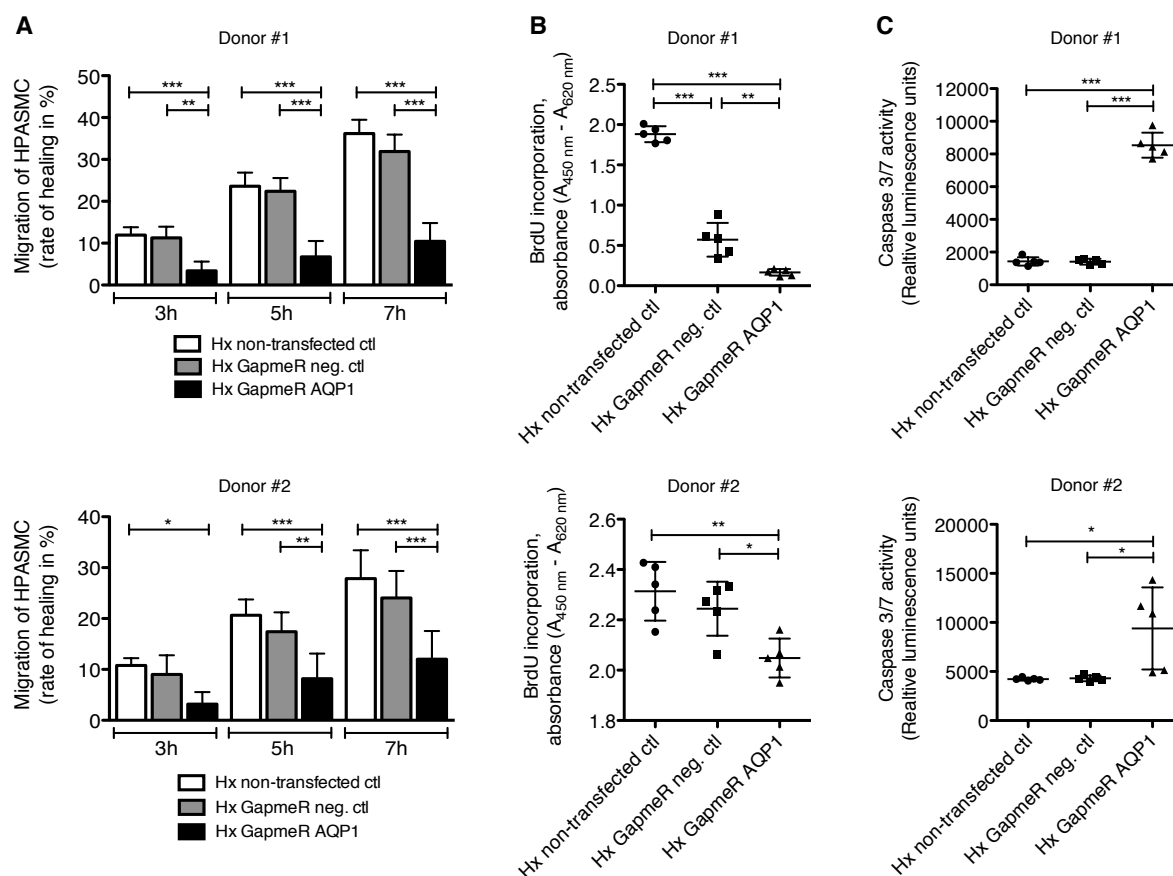 A
Donor #1
Migration of HPASMC
(rate of healing in %)
50
40
30
20
10
0
***
**
***
***
***
***
3h
5h
7h
Hx non-transfected ctl
Hx GapmeR neg. ctl
Hx GapmeR AQP1
B
Donor #1
BrdU incorporation,
absorbance (A450 nm - A620 nm)
2.5
2.0
1.5
1.0
0.5
0.0
***
***
**
Hx non-transfected ctl
Hx GapmeR neg. ctl
Hx GapmeR AQP1
C
Donor #1
Caspase 3/7 activity
(Realtive luminescence units)
12000
10000
8000
6000
4000
2000
0
***
***
Hx non-transfected ctl
Hx GapmeR neg. ctl
Hx GapmeR AQP1
Donor #2
Migration of HPASMC
(rate of healing in %)
40
30
20
10
0
*
***
**
***
***
3h
5h
7h
Hx non-transfected ctl
Hx GapmeR neg. ctl
Hx GapmeR AQP1
Donor #2
BrdU incorporation,
absorbance (A450 nm - A620 nm)
2.6
2.4
2.2
2.0
1.8
**
*
Hx non-transfected ctl
Hx GapmeR neg. ctl
Hx GapmeR AQP1
Donor #2
Caspase 3/7 activity
(Realtive luminescence units)
20000
15000
10000
5000
0
*
*
Hx non-transfected ctl
Hx GapmeR neg. ctl
Hx GapmeR AQP1